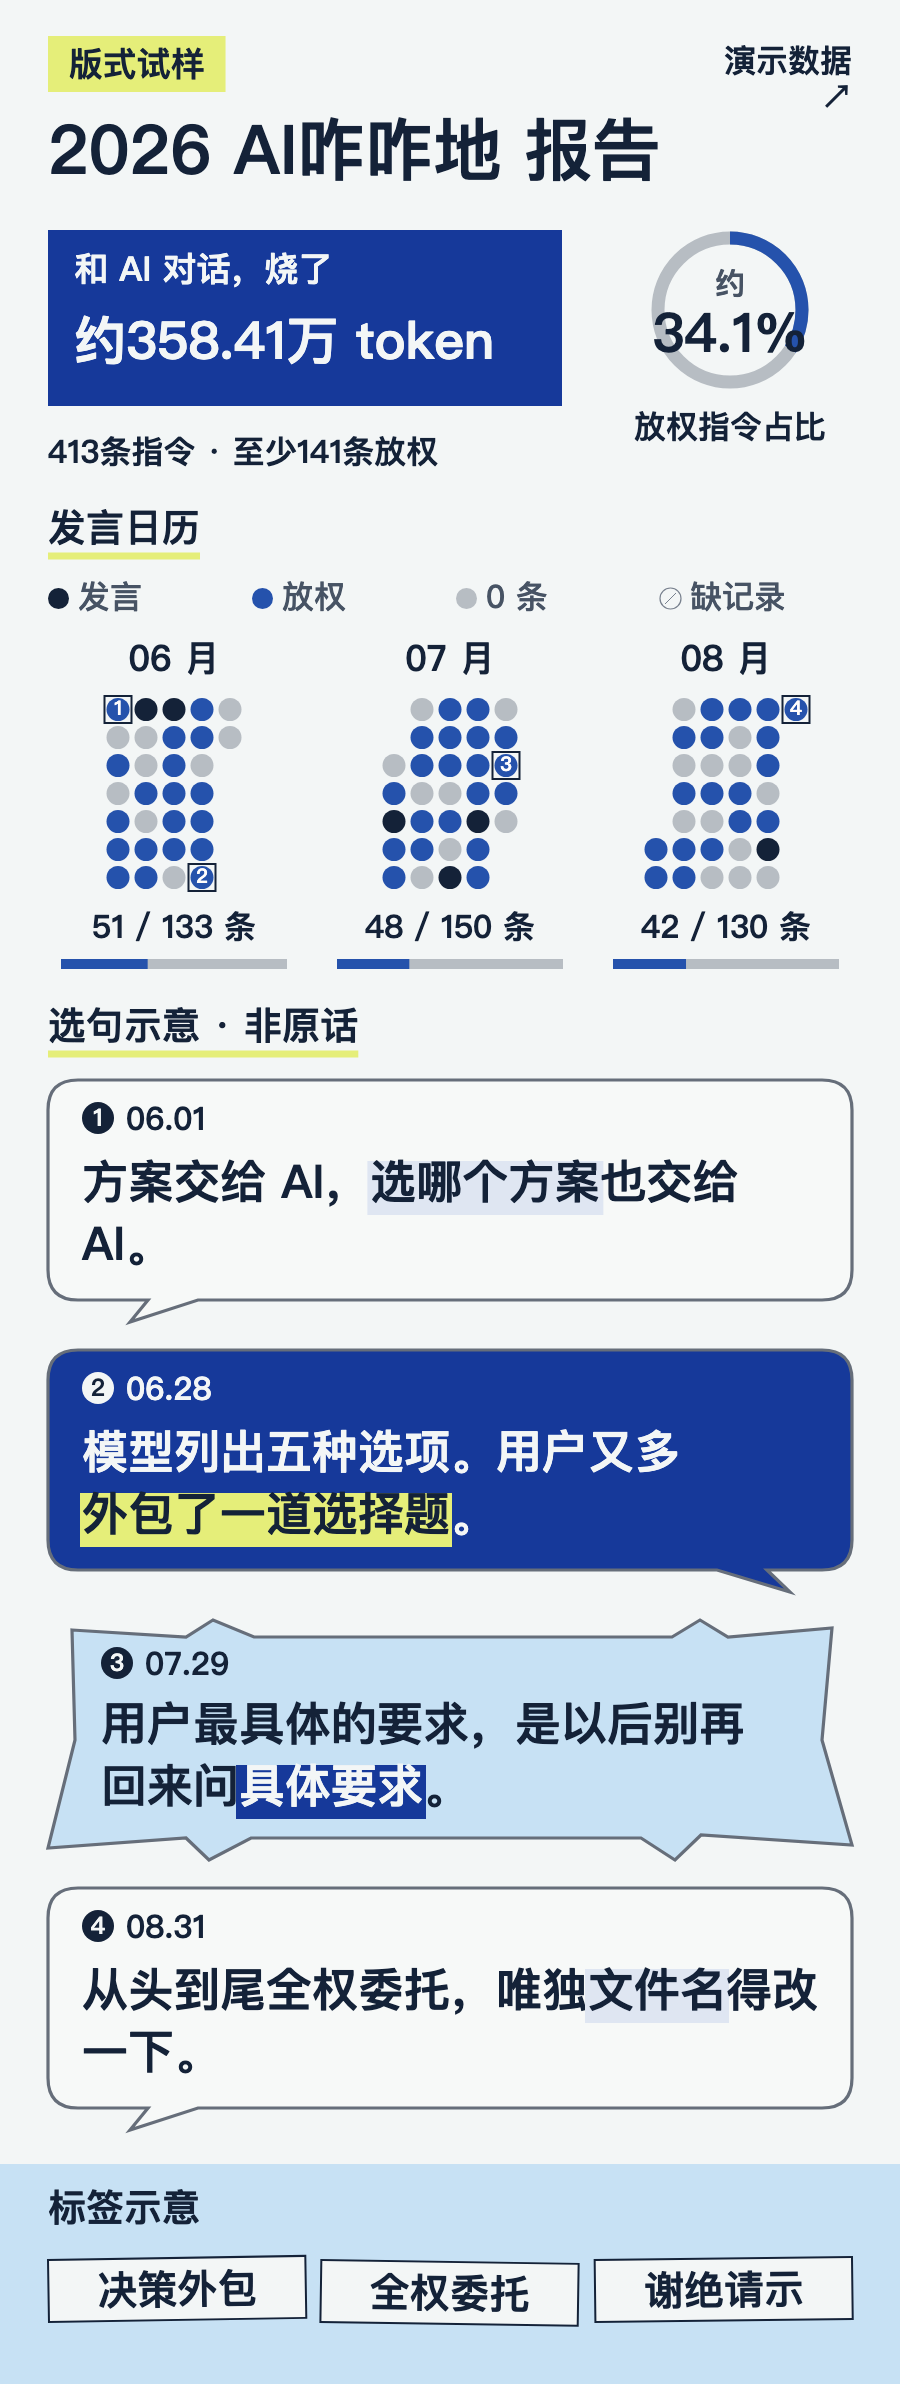 版式试样
演示数据
↗
2026 AI咋咋地 报告
和 AI 对话，烧了
约358.41万 token
约
34.1%
放权指令占比
413条指令 · 至少141条放权
发言日历
发言
放权
0 条
缺记录
06 月
07 月
08 月
1
4
3
2
51 / 133 条
48 / 150 条
42 / 130 条
选句示意 · 非原话
1 06.01
方案交给 AI，选哪个方案也交给
AI。
2 06.28
模型列出五种选项。用户又多
外包了一道选择题。
3 07.29
用户最具体的要求，是以后别再
回来问具体要求。
4 08.31
从头到尾全权委托，唯独文件名得改
一下。
标签示意
决策外包
全权委托
谢绝请示